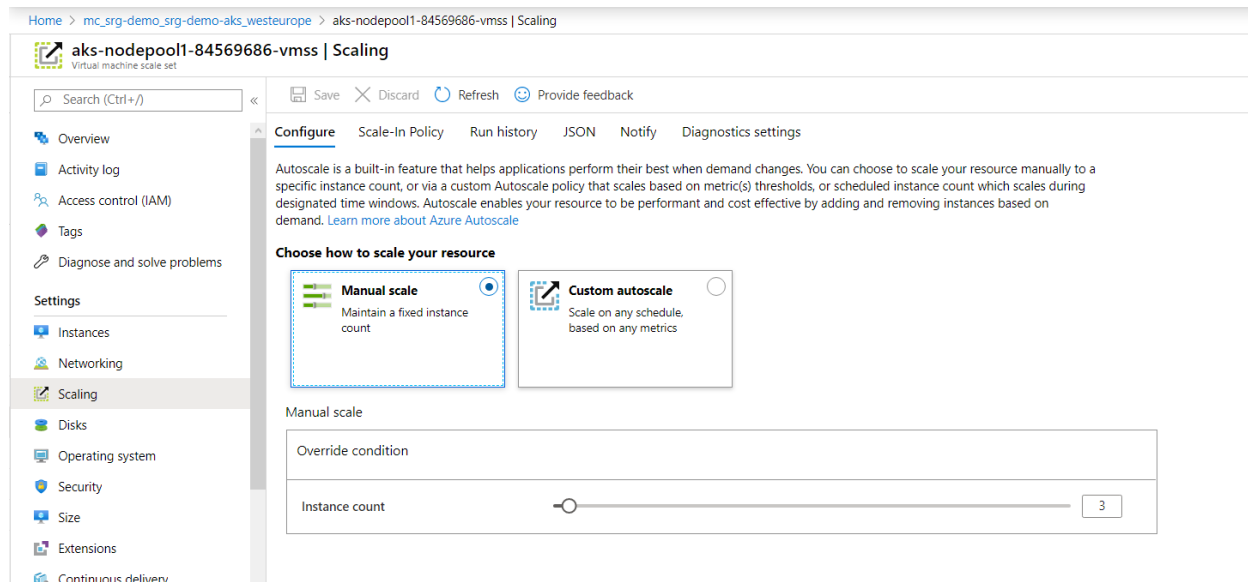 Home > mc_srg-demo_srg-demo-aks_westeurope > aks-nodepool1-84569686-vmss | Scaling
aks-nodepool1-84569686-vmss | Scaling
Virtual machine scale set
Search (Ctrl+/)
«
Overview
Activity log
Access control (IAM)
Tags
Diagnose and solve problems
Settings
Instances
Networking
Scaling
Disks
Operating system
Security
Size
Extensions
Continuous delivery
Save Discard Refresh Provide feedback
Configure Scale-In Policy Run history JSON Notify Diagnostics settings
Autoscale is a built-in feature that helps applications perform their best when demand changes. You can choose to scale your resource manually to a
specific instance count, or via a custom Autoscale policy that scales based on metric(s) thresholds, or scheduled instance count which scales during
designated time windows. Autoscale enables your resource to be performant and cost effective by adding and removing instances based on
demand. Learn more about Azure Autoscale
Choose how to scale your resource
Manual scale
Maintain a fixed instance
count
Custom autoscale
Scale on any schedule,
based on any metrics
Manual scale
Override condition
Instance count 3